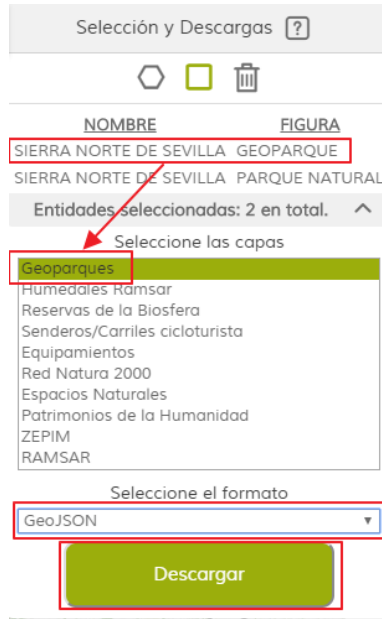 Selección y Descargas ?
NOMBRE FIGURA
SIERRA NORTE DE SEVILLA GEOPARQUE
SIERRA NORTE DE SEVILLA PARQUE NATURAL
Entidades seleccionadas: 2 en total.
Seleccione las capas
Geoparques
Humedales Ramsar
Reservas de la Biosfera
Senderos/Carriles cicloturista
Equipamientos
Red Natura 2000
Espacios Naturales
Patrimonios de la Humanidad
ZEPIM
RAMSAR
Seleccione el formato
GeoJSON
Descargar